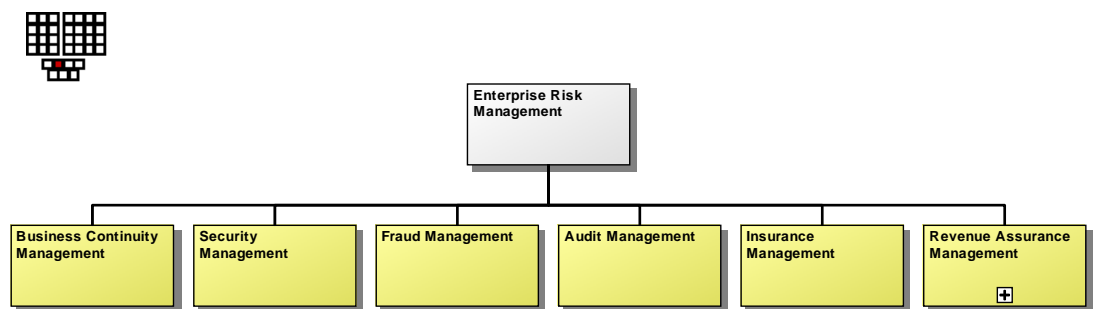 Enterprise Risk
Management
Business Continuity
Management
Security
Management
Fraud Management
Audit Management
Insurance
Management
Revenue Assurance
Management